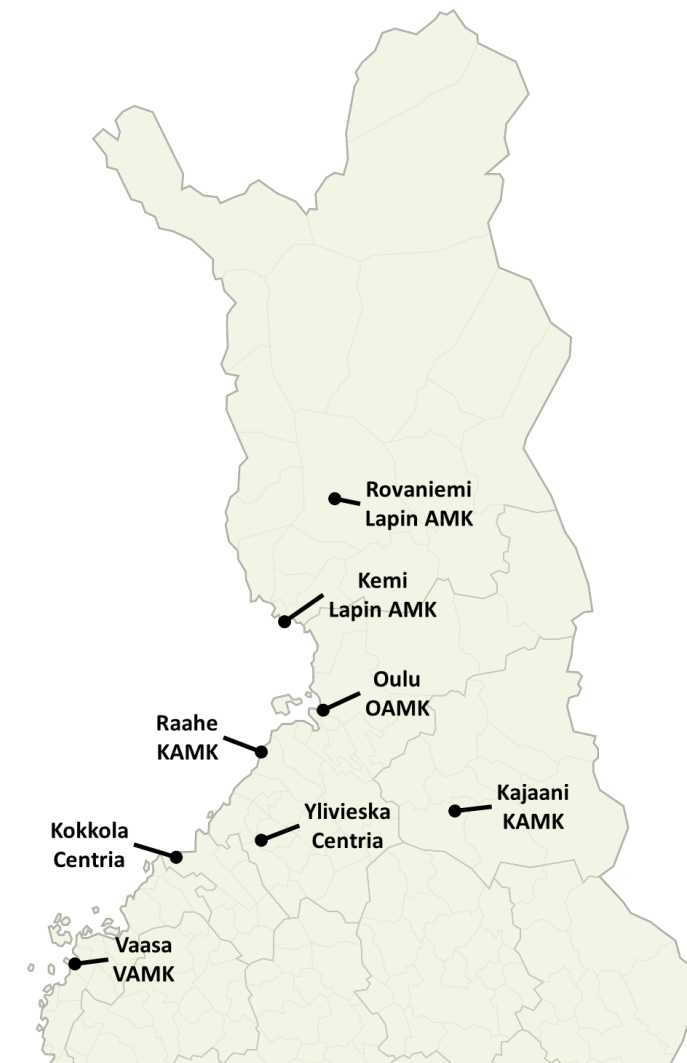 Rovaniemi
Lapin AMK
Kemi
Lapin AMK
Oulu
OAMK
Raahe
KAMK
Kajaani
KAMK
Ylivieska
Centria
Kokkola
Centria
Vaasa
VAMK